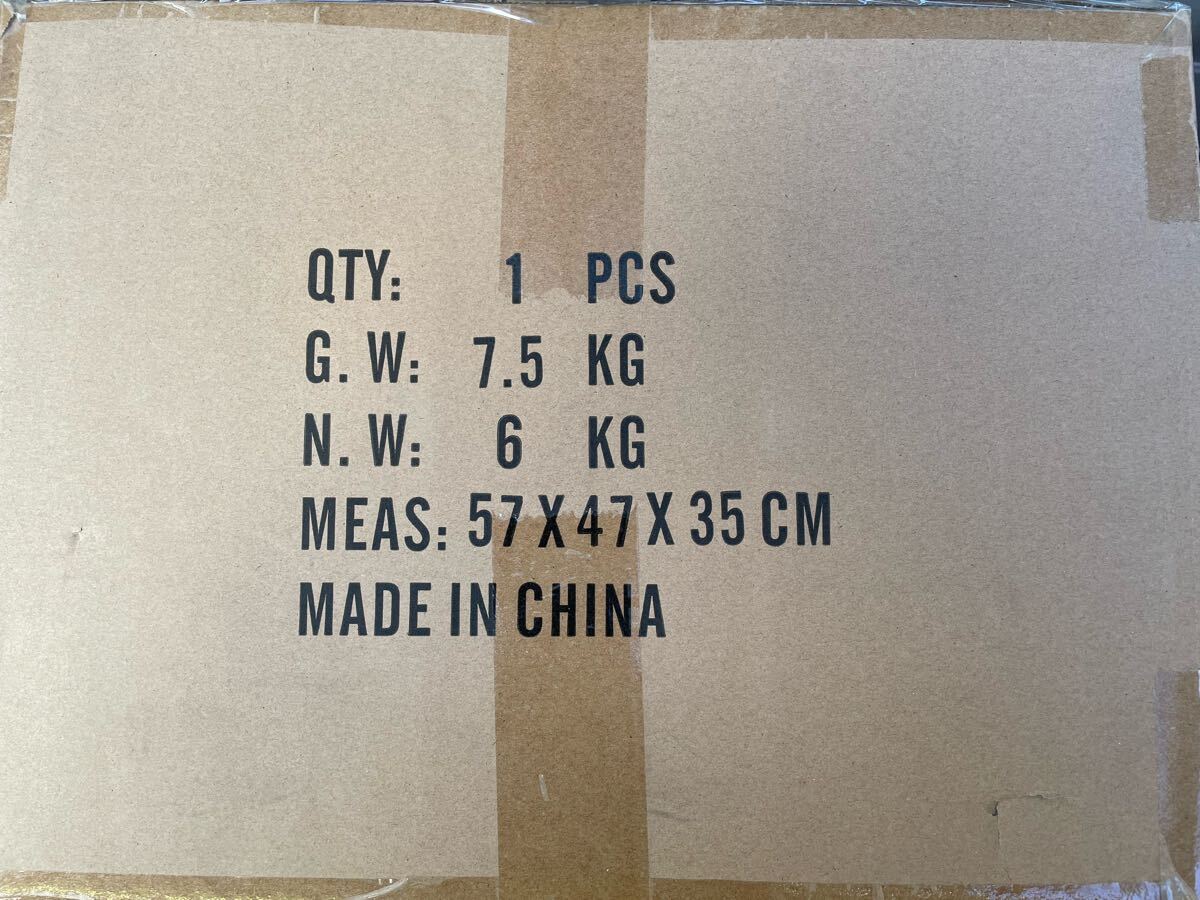 QTY: 1 PCS
G. W: 7.5 KG
N. W: 6 KG
MEAS: 57 X 47 X 35 CM
MADE IN CHINA